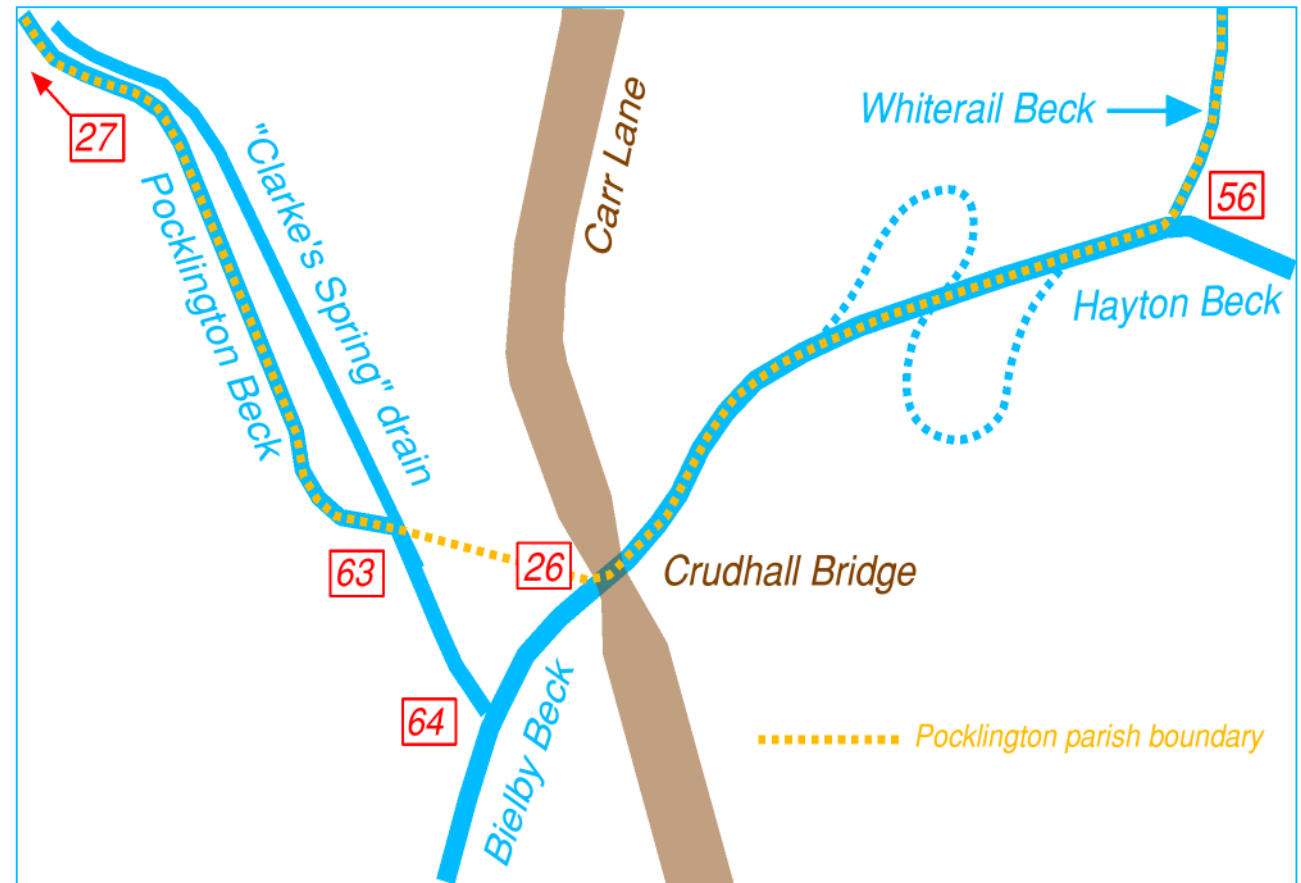 Whiterail Beck
27
56
"Clarke's Spring" drain
Carr Lane
Pocklington Beck
Hayton Beck
63
26
Crudhall Bridge
64
Bielby Beck
Pocklington parish boundary